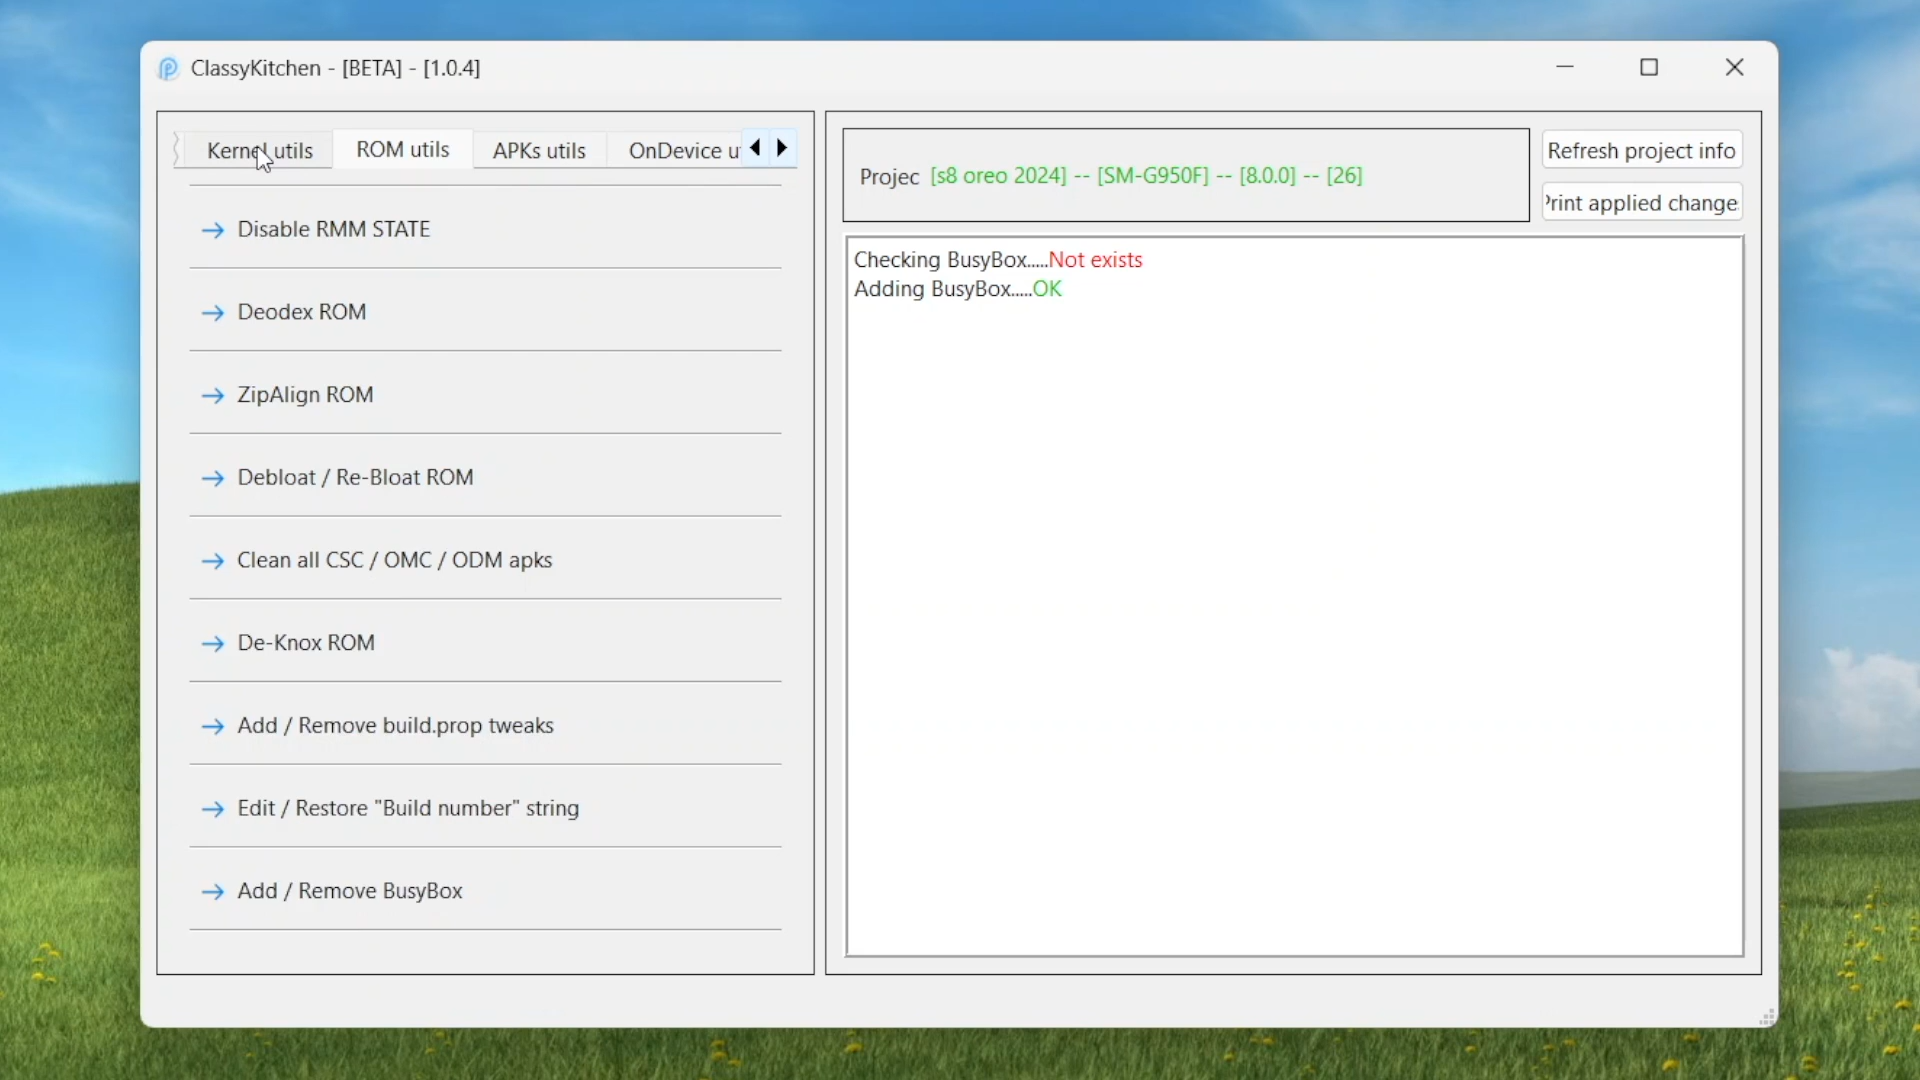 ClassyKitchen - [BETA] - [1.0.4]
Kernel utils
ROM utils
APKs utils
OnDevice u
Disable RMM STATE
Deodex ROM
ZipAlign ROM
Debloat / Re-Bloat ROM
Clean all CSC / OMC / ODM apks
De-Knox ROM
Add / Remove build.prop tweaks
Edit / Restore "Build number" string
Add / Remove BusyBox
Projec [s8 oreo 2024] -- [SM-G950F] -- [8.0.0] -- [26]
Refresh project info
Print applied change
Checking BusyBox.....Not exists
Adding BusyBox.....OK